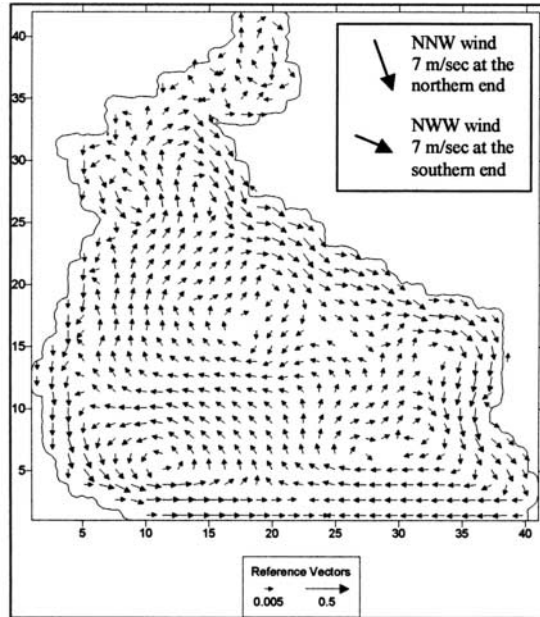 NNW wind
7 m/sec at the
northern end
NWW wind
7 m/sec at the
southern end
40
35
30
25
20
15
10
5
5 10 15 20 25 30 35 40
Reference Vectors
0.005 0.5